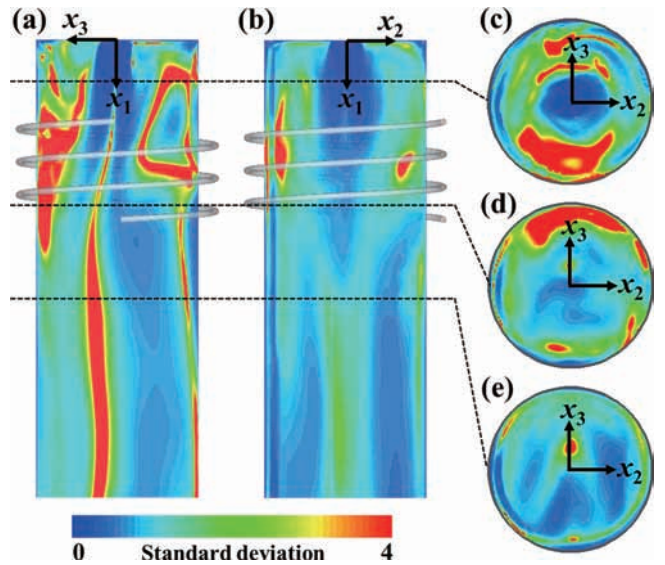 (a)
x3
x1
(b)
x2
x1
(c)
x3
x2
(d)
x3
x2
(e)
x3
x2
0
Standard deviation
4